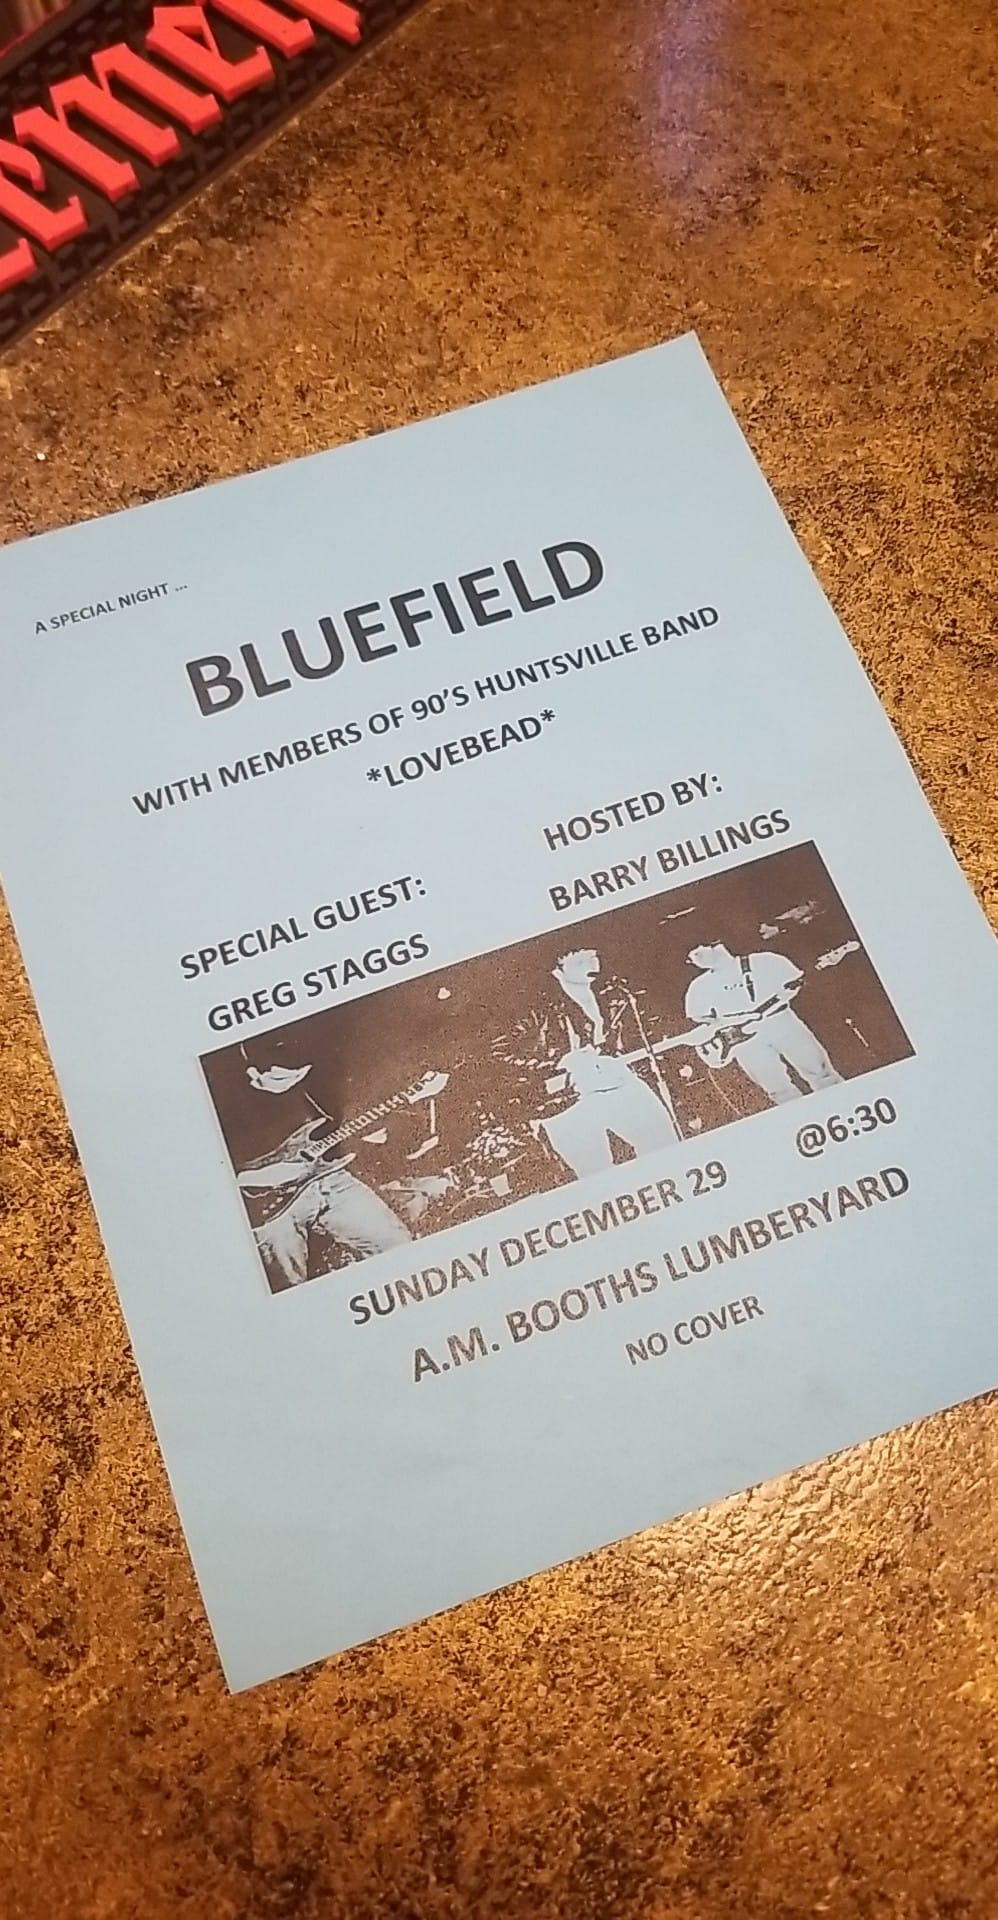 A SPECIAL NIGHT ...
BLUEFIELD
WITH MEMBERS OF 90'S HUNTSVILLE BAND
*LOVEBEAD*
HOSTED BY:
BARRY BILLINGS
SPECIAL GUEST:
GREG STAGGS
SUNDAY DECEMBER 29 @6:30
A.M. BOOTHS LUMBERYARD
NO COVER